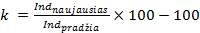 k = Ind_naujausias / Ind_pradžia × 100 − 100